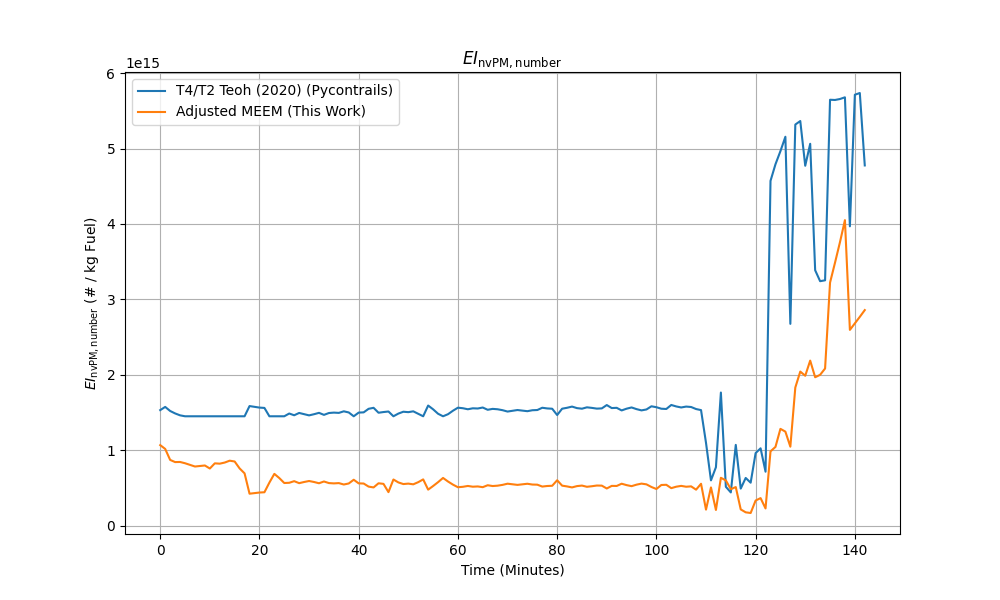 EI_nvPM, number
1e15
T4/T2 Teoh (2020) (Pycontrails)
Adjusted MEEM (This Work)
EI_nvPM, number (# / kg Fuel)
6
5
4
3
2
1
0
0 20 40 60 80 100 120 140
Time (Minutes)